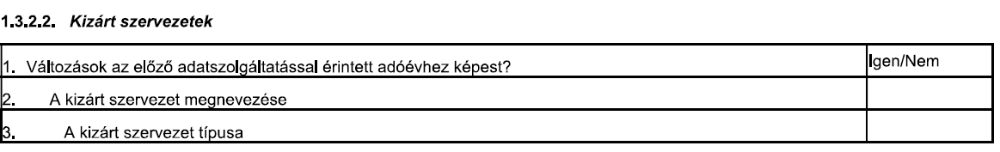 1.3.2.2. Kizárt szervezetek
1. Változások az előző adatszolgáltatással érintett adóévhez képest? Igen/Nem
2. A kizárt szervezet megnevezése
3. A kizárt szervezet típusa